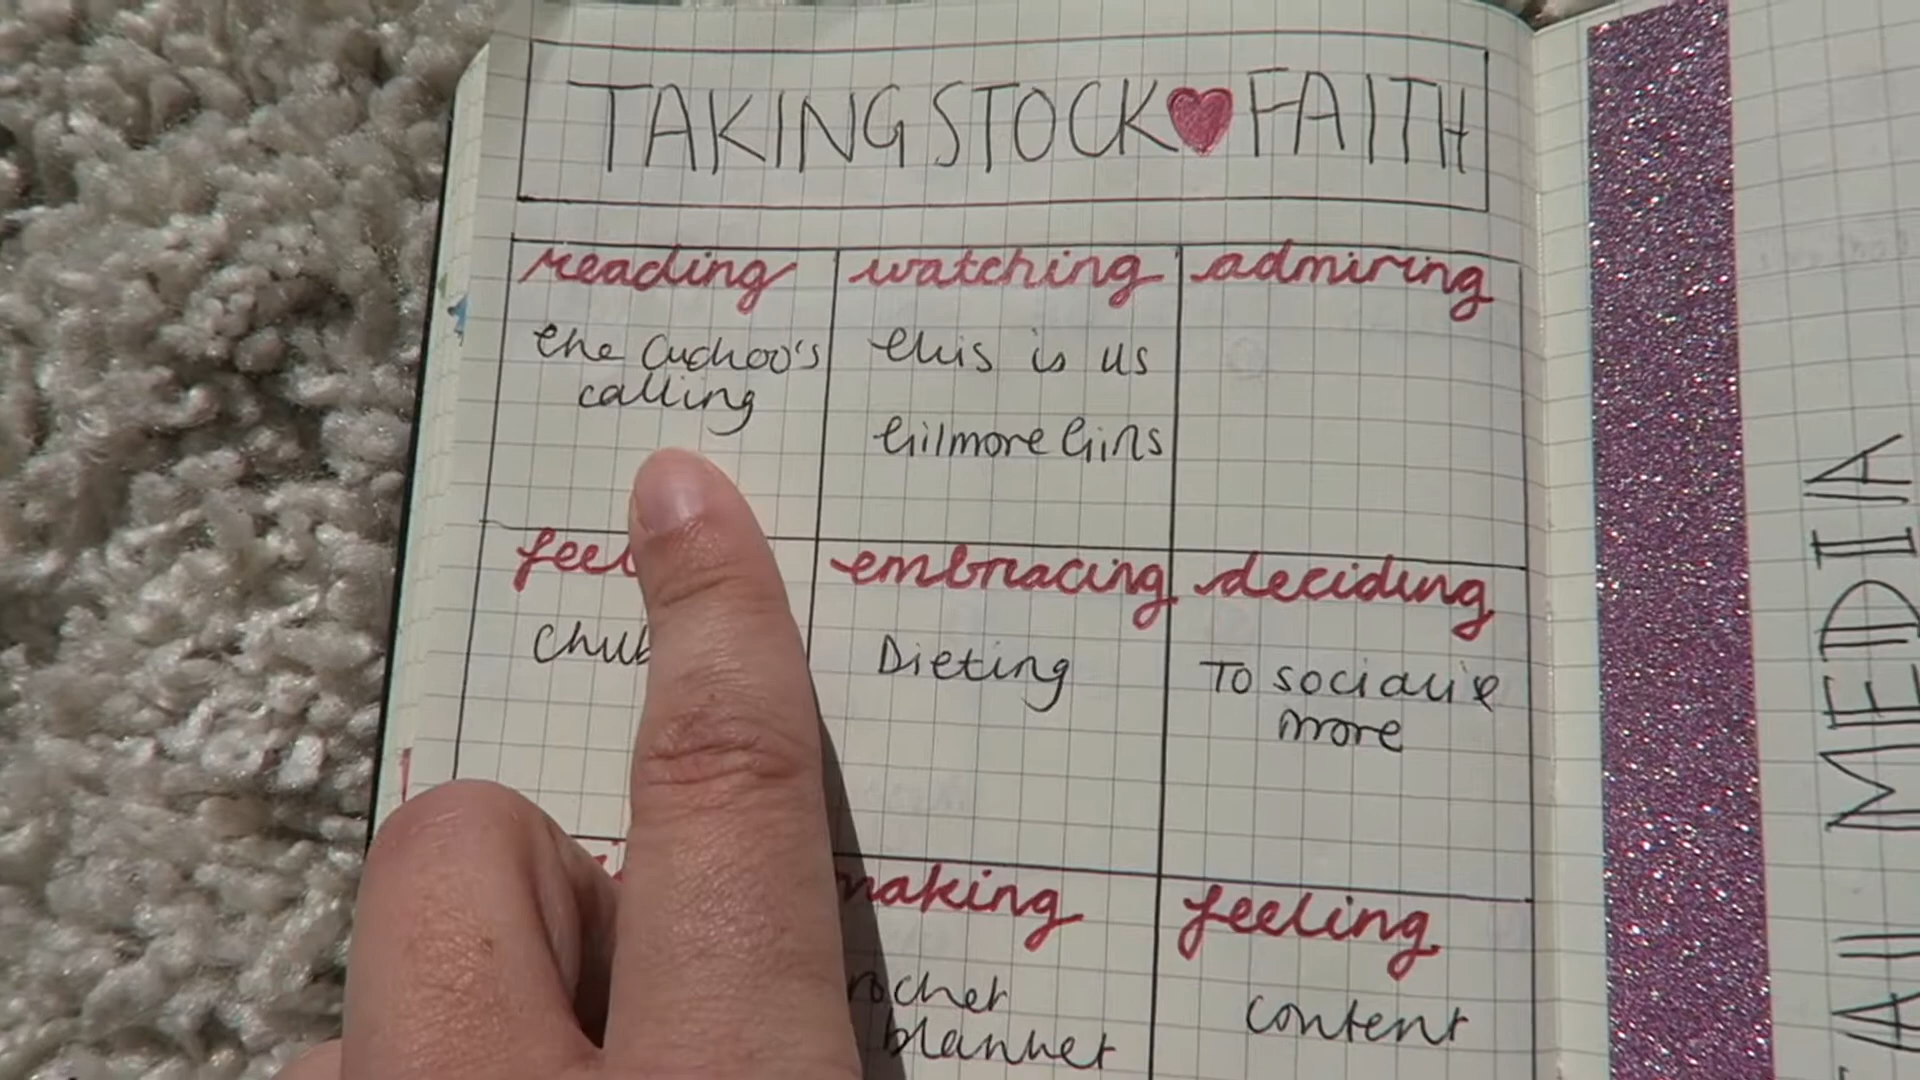 TAKING STOCK ♥ FAITH
reading
watching
admiring
the Cuckoo's
calling
this is us
Gilmore Girls
embracing
deciding
Dieting
To socialise
more
making
feeling
crochet
blanket
content
MEDIA